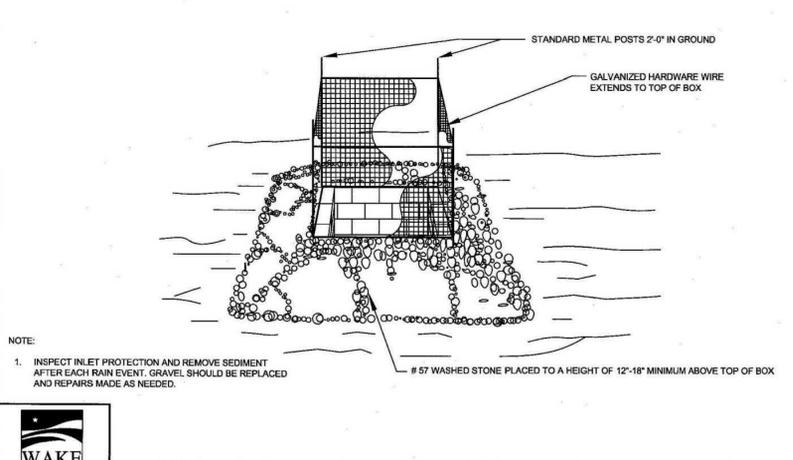 STANDARD METAL POSTS 2'-0" IN GROUND
GALVANIZED HARDWARE WIRE
EXTENDS TO TOP OF BOX
NOTE:
1. INSPECT INLET PROTECTION AND REMOVE SEDIMENT
AFTER EACH RAIN EVENT. GRAVEL SHOULD BE REPLACED
AND REPAIRS MADE AS NEEDED.
# 57 WASHED STONE PLACED TO A HEIGHT OF 12"-18" MINIMUM ABOVE TOP OF BOX
WAKE